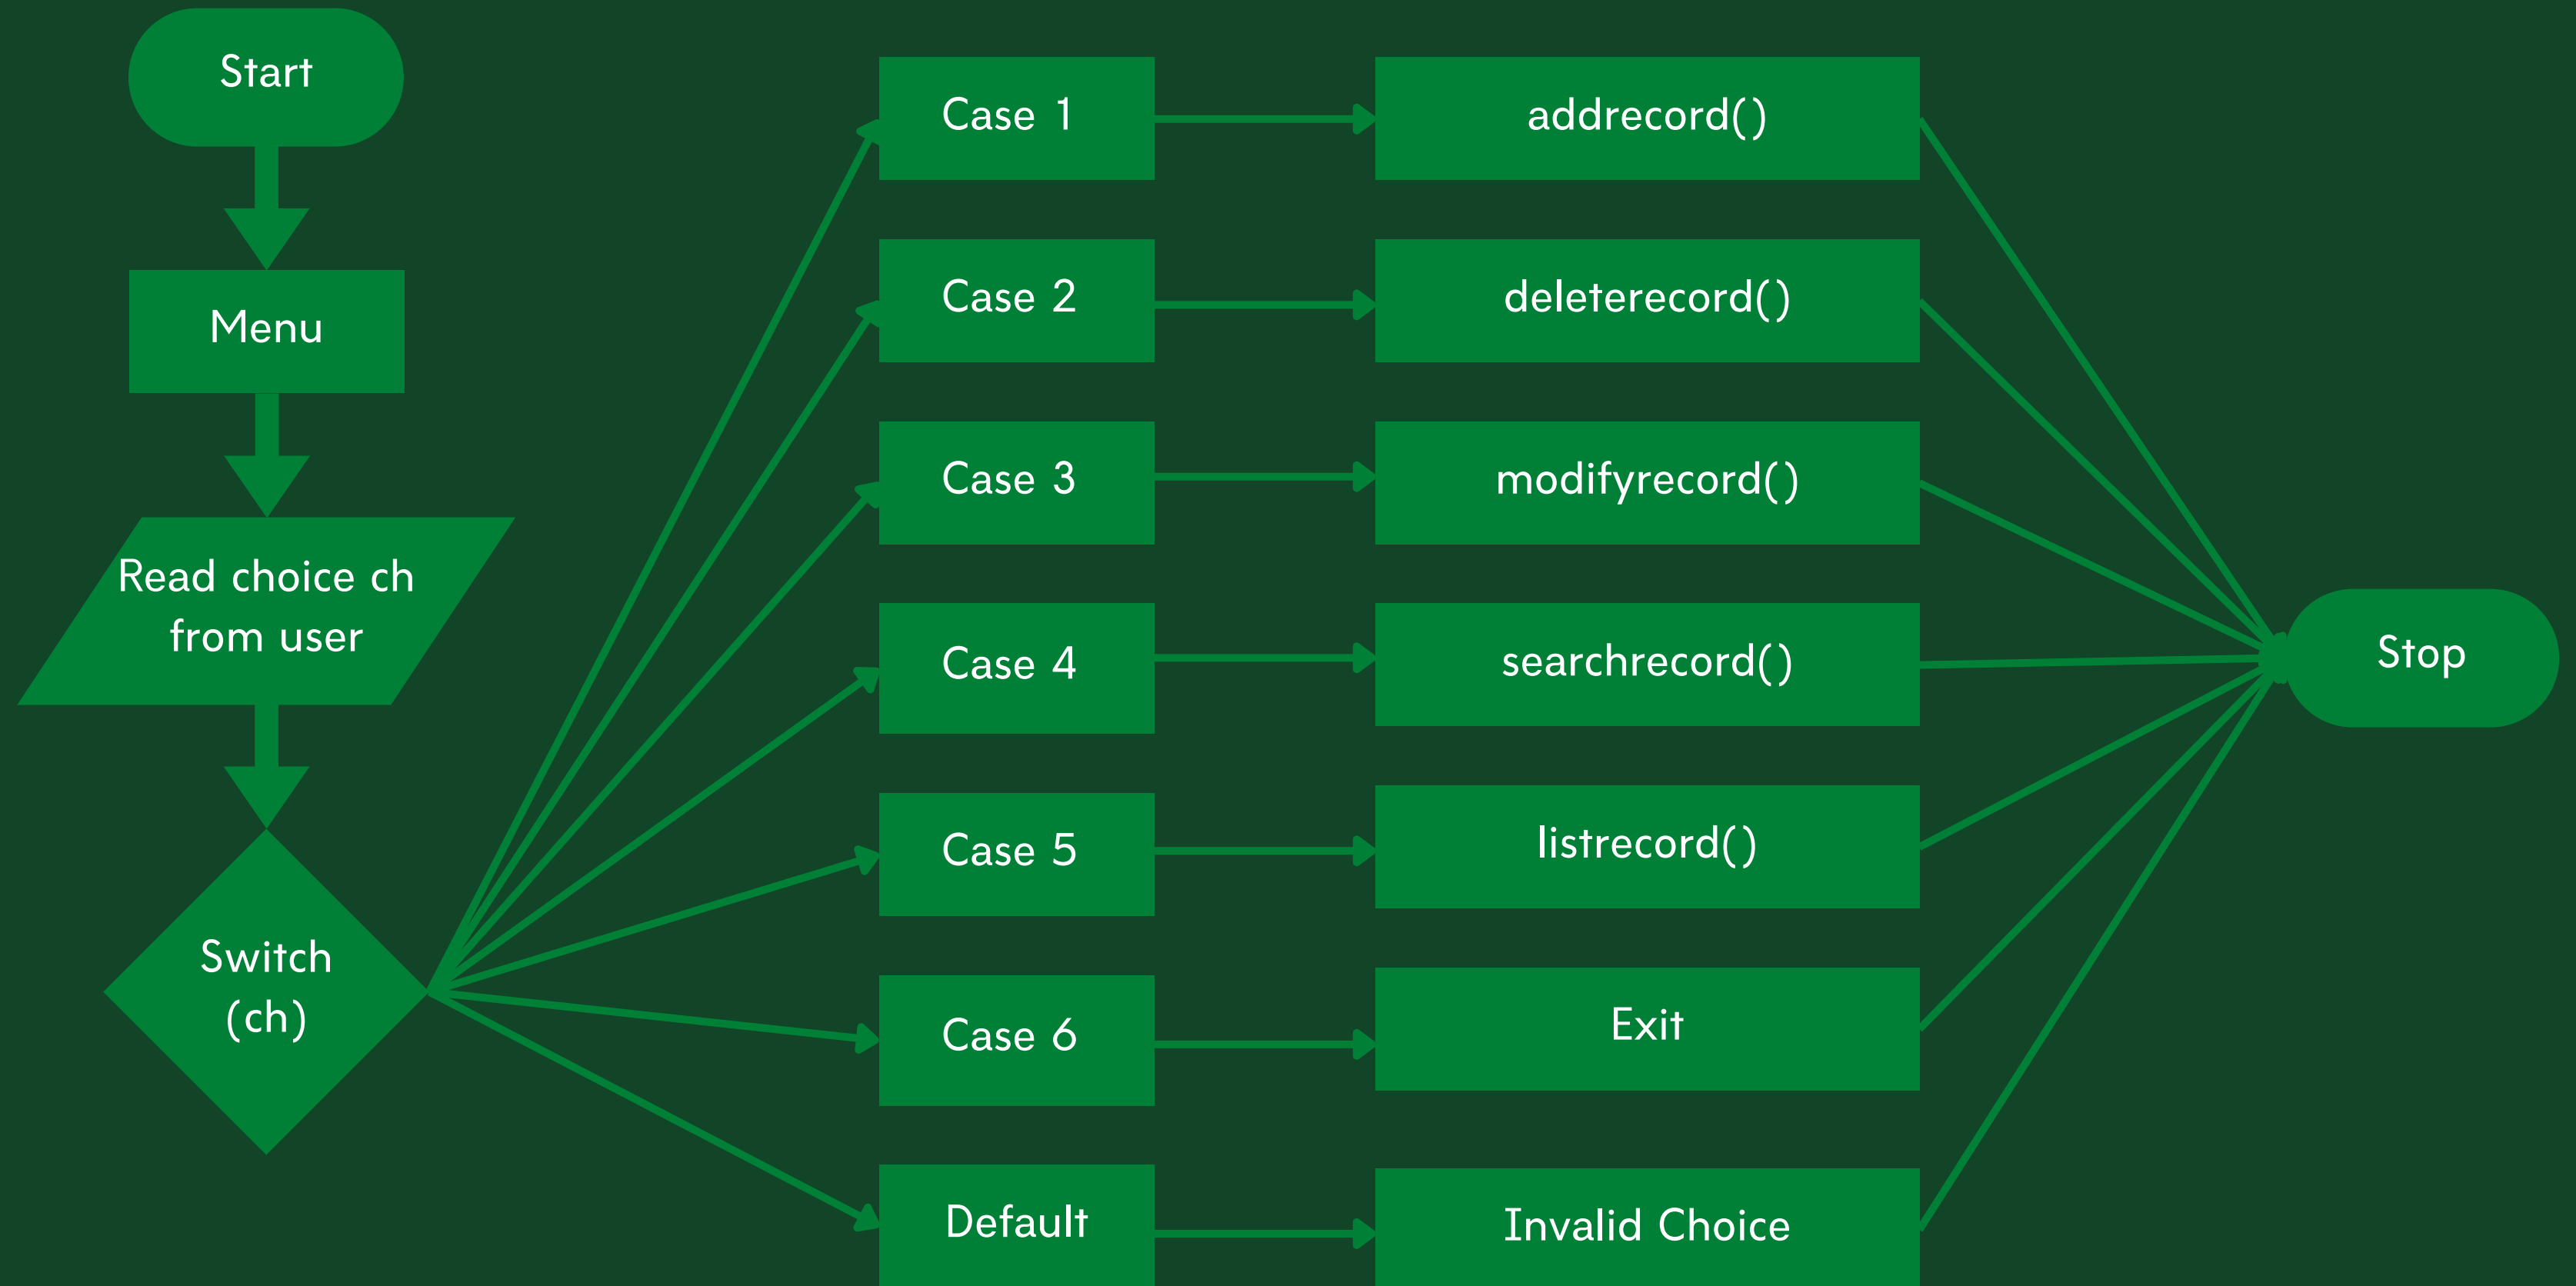 Start
Menu
Read choice ch
from user
Switch
(ch)
Case 1
addrecord()
Case 2
deleterecord()
Case 3
modifyrecord()
Case 4
searchrecord()
Case 5
listrecord()
Case 6
Exit
Default
Invalid Choice
Stop